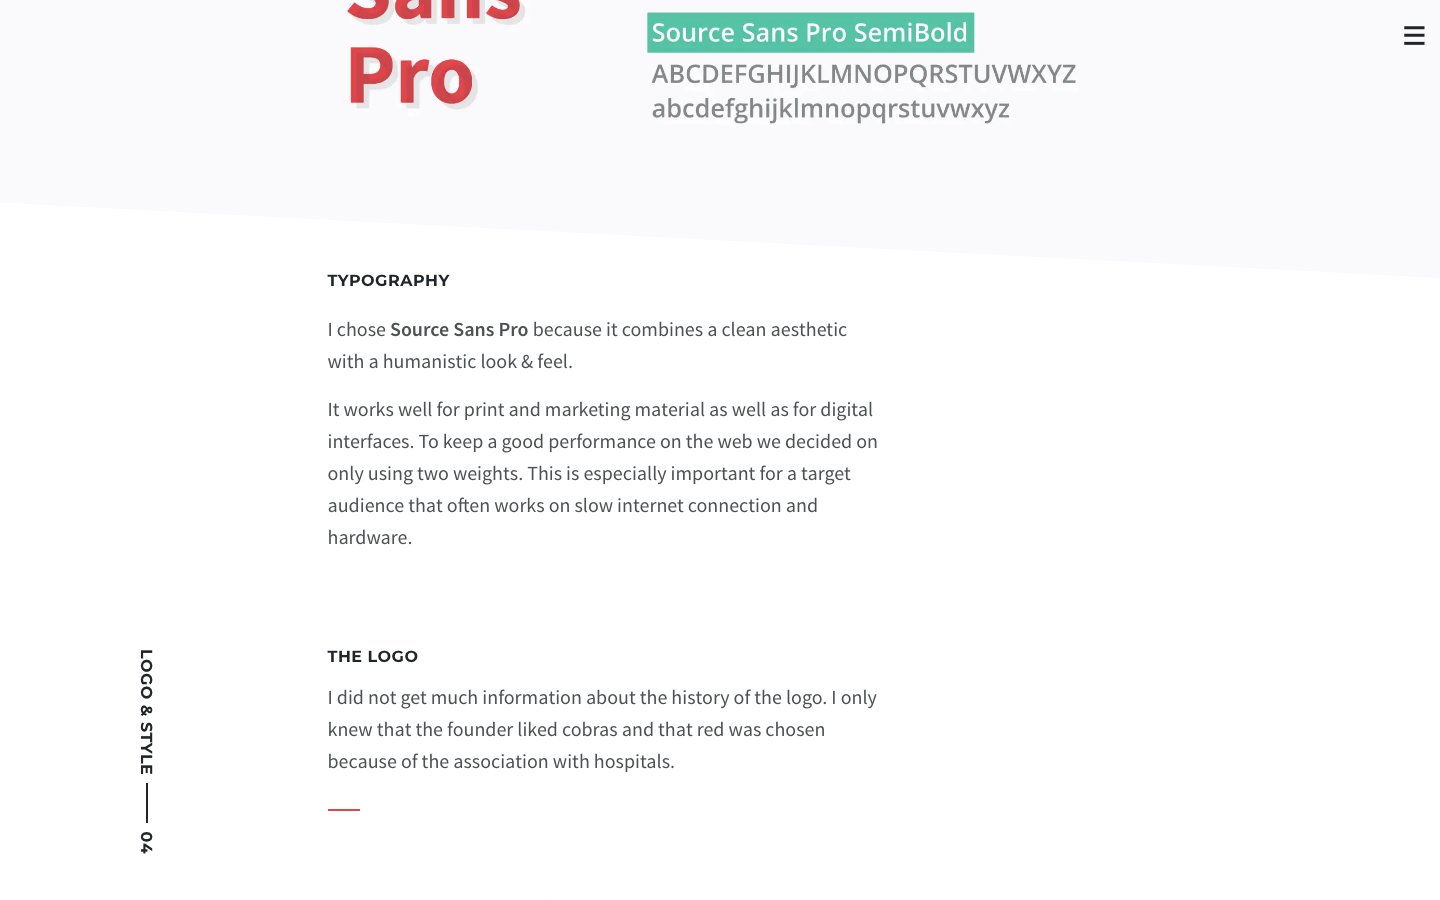 Sans
Pro
Source Sans Pro SemiBold
ABCDEFGHIJKLMNOPQRSTUVWXYZ
abcdefghijklmnopqrstuvwxyz
TYPOGRAPHY
I chose Source Sans Pro because it combines a clean aesthetic
with a humanistic look & feel.
It works well for print and marketing material as well as for digital
interfaces. To keep a good performance on the web we decided on
only using two weights. This is especially important for a target
audience that often works on slow internet connection and
hardware.
LOGO & STYLE — 04
THE LOGO
I did not get much information about the history of the logo. I only
knew that the founder liked cobras and that red was chosen
because of the association with hospitals.